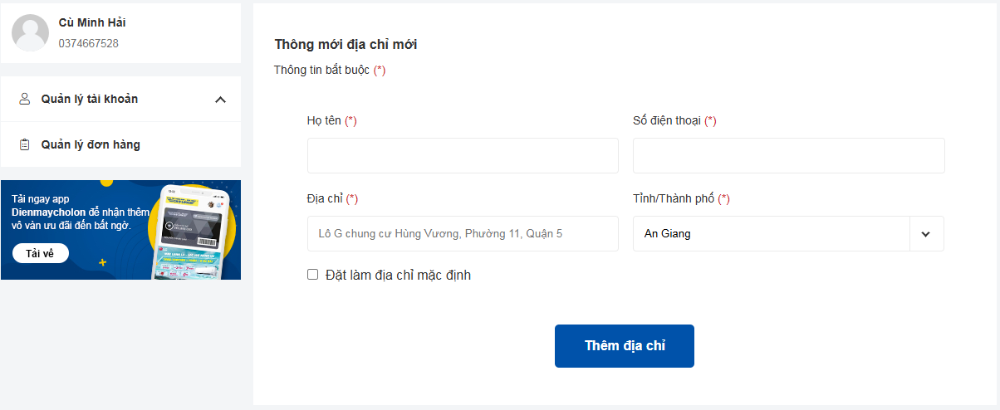 Cù Minh Hải
0374667528
Quản lý tài khoản
Quản lý đơn hàng
Tải ngay app
Dienmaycholon để nhận thêm
vô vàn ưu đãi đến bất ngờ.
Tải về
Thông mới địa chỉ mới
Thông tin bắt buộc (*)
Họ tên (*)
Số điện thoại (*)
Địa chỉ (*)
Tỉnh/Thành phố (*)
Lô G chung cư Hùng Vương, Phường 11, Quận 5
An Giang
Đặt làm địa chỉ mặc định
Thêm địa chỉ